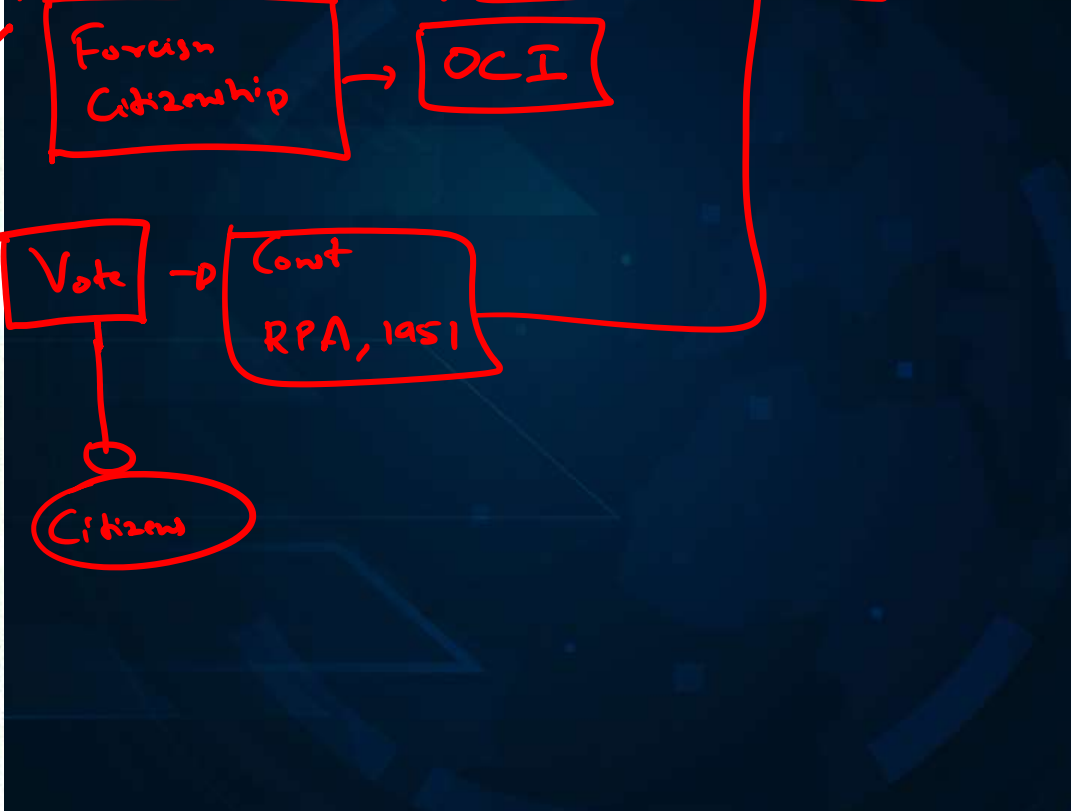 Foreign
Citizenship → OCI
Vote → Const
RPA, 1951
Citizens